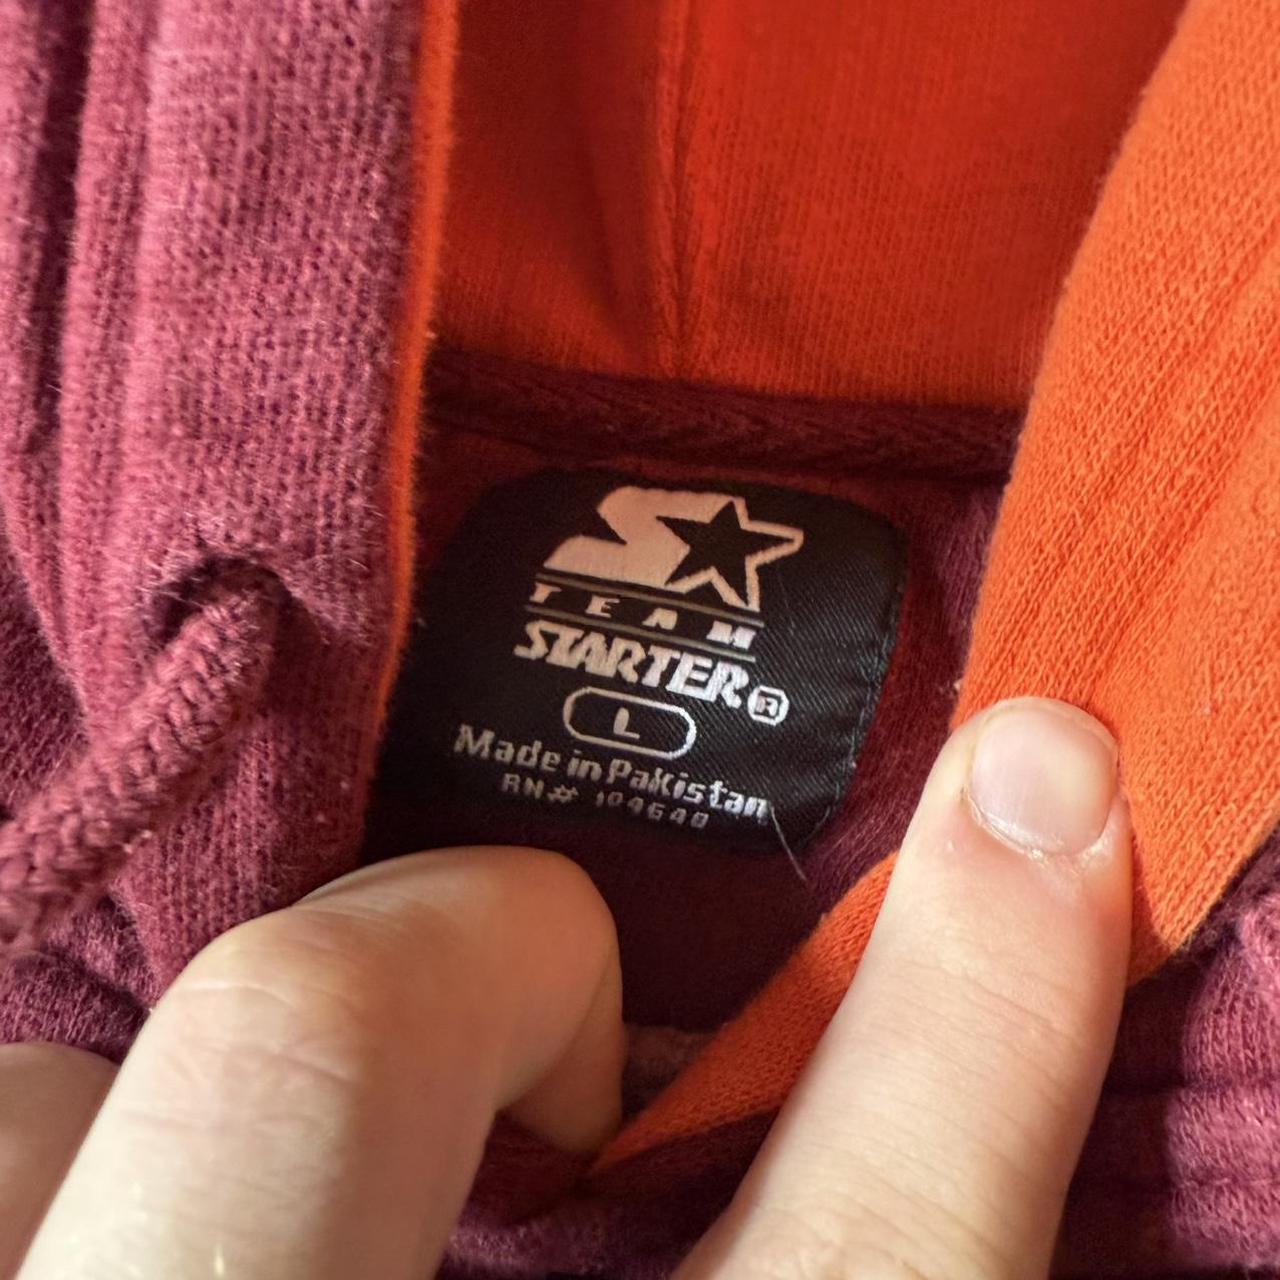 TEAM
STARTER®
L
Made in Pakistan
RN# 104640